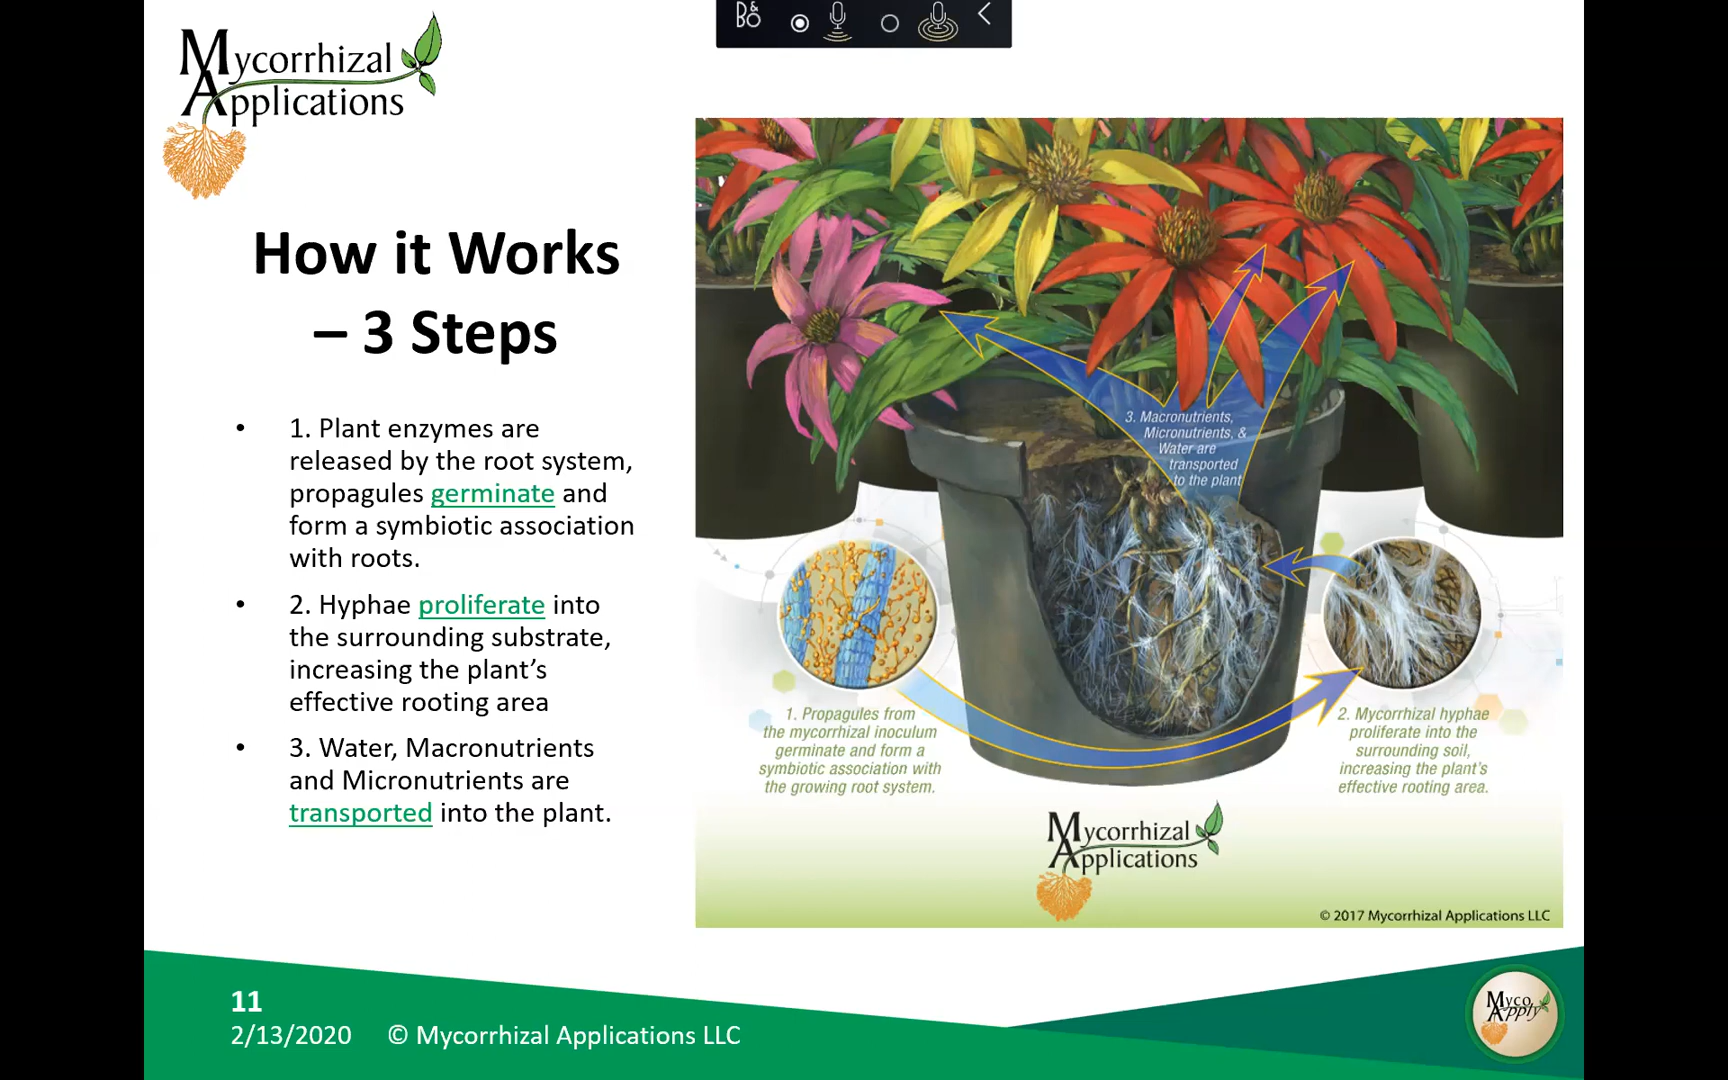 Mycorrhizal
Applications
B&O
How it Works
– 3 Steps
• 1. Plant enzymes are
released by the root system,
propagules germinate and
form a symbiotic association
with roots.
• 2. Hyphae proliferate into
the surrounding substrate,
increasing the plant’s
effective rooting area
• 3. Water, Macronutrients
and Micronutrients are
transported into the plant.
3. Macronutrients,
Micronutrients, &
Water are
transported
to the plant
1. Propagules from
the mycorrhizal inoculum
germinate and form a
symbiotic association with
the growing root system.
2. Mycorrhizal hyphae
proliferate into the
surrounding soil,
increasing the plant’s
effective rooting area.
Mycorrhizal
Applications
© 2017 Mycorrhizal Applications LLC
11
2/13/2020 © Mycorrhizal Applications LLC
Myco
Apply